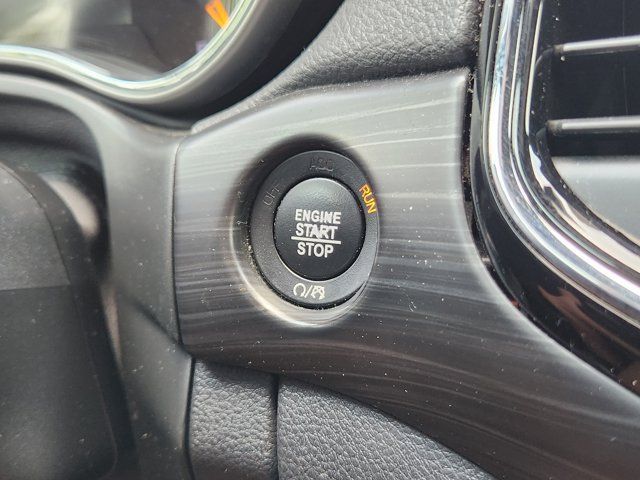 OFF
ACC
RUN
ENGINE
START
STOP